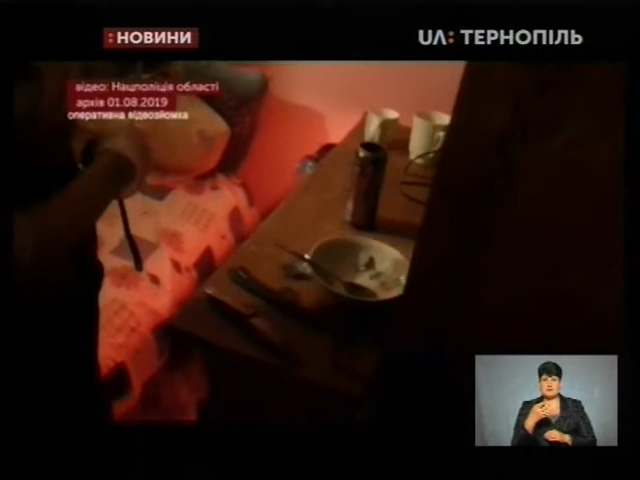 :НОВИНИ
UA: ТЕРНОПІЛЬ
відео: Нацполіція області
архів 01.08.2019
оперативна відеозйомка